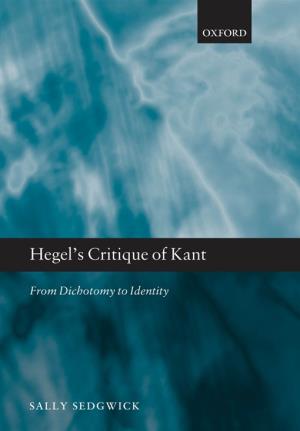 OXFORD
Hegel's Critique of Kant
From Dichotomy to Identity
SALLY SEDGWICK